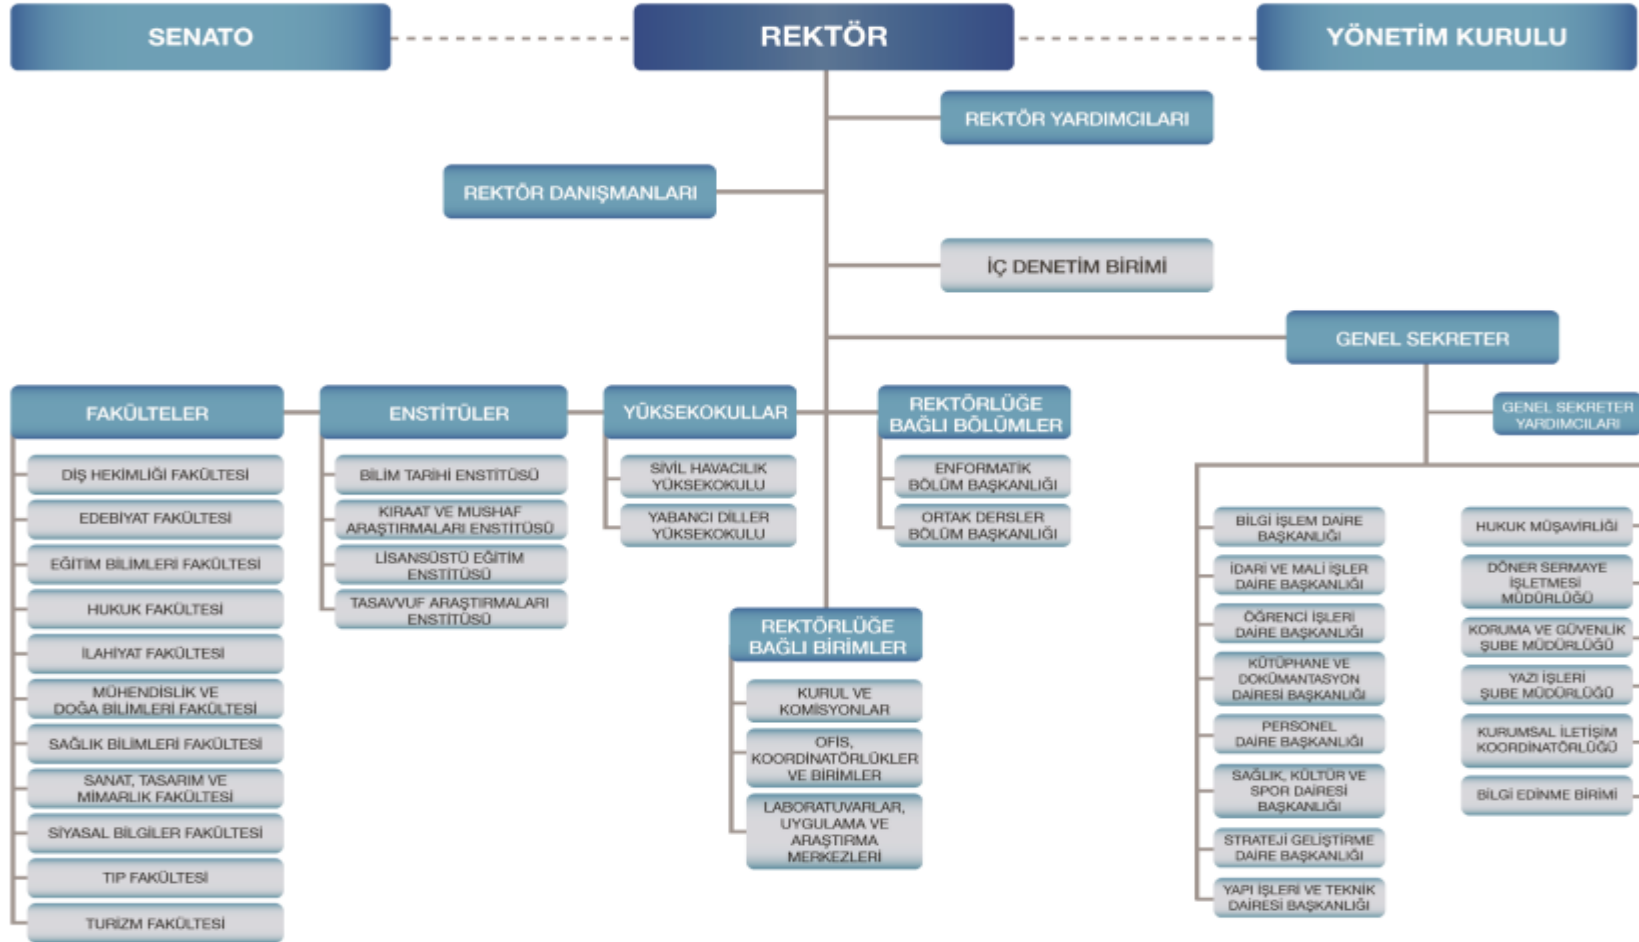 SENATO
REKTÖR
YÖNETİM KURULU
REKTÖR YARDIMCILARI
REKTÖR DANIŞMANLARI
İÇ DENETİM BİRİMİ
GENEL SEKRETER
GENEL SEKRETER
YARDIMCILARI
FAKÜLTELER
DİŞ HEKİMLİĞİ FAKÜLTESİ
EDEBİYAT FAKÜLTESİ
EĞİTİM BİLİMLERİ FAKÜLTESİ
HUKUK FAKÜLTESİ
İLAHİYAT FAKÜLTESİ
MÜHENDİSLİK VE
DOĞA BİLİMLERİ FAKÜLTESİ
SAĞLIK BİLİMLERİ FAKÜLTESİ
SANAT, TASARIM VE
MİMARLIK FAKÜLTESİ
SİYASAL BİLGİLER FAKÜLTESİ
TIP FAKÜLTESİ
TURİZM FAKÜLTESİ
ENSTİTÜLER
BİLİM TARİHİ ENSTİTÜSÜ
KIRAAT VE MUSHAF
ARAŞTIRMALARI ENSTİTÜSÜ
LİSANSÜSTÜ EĞİTİM
ENSTİTÜSÜ
TASAVVUF ARAŞTIRMALARI
ENSTİTÜSÜ
YÜKSEKOKULLAR
SİVİL HAVACILIK
YÜKSEKOKULU
YABANCI DİLLER
YÜKSEKOKULU
REKTÖRLÜĞE
BAĞLI BÖLÜMLER
ENFORMATİK
BÖLÜM BAŞKANLIĞI
ORTAK DERSLER
BÖLÜM BAŞKANLIĞI
REKTÖRLÜĞE
BAĞLI BİRİMLER
KURUL VE
KOMİSYONLAR
OFİS,
KOORDİNATÖRLÜKLER
VE BİRİMLER
LABORATUVARLAR,
UYGULAMA VE
ARAŞTIRMA
MERKEZLERİ
BİLGİ İŞLEM DAİRE
BAŞKANLIĞI
İDARİ VE MALİ İŞLER
DAİRE BAŞKANLIĞI
ÖĞRENCİ İŞLERİ
DAİRE BAŞKANLIĞI
KÜTÜPHANE VE
DOKÜMANTASYON
DAİRESİ BAŞKANLIĞI
PERSONEL
DAİRE BAŞKANLIĞI
SAĞLIK, KÜLTÜR VE
SPOR DAİRESİ
BAŞKANLIĞI
STRATEJİ GELİŞTİRME
DAİRE BAŞKANLIĞI
YAPI İŞLERİ VE TEKNİK
DAİRESİ BAŞKANLIĞI
HUKUK MÜŞAVİRLİĞİ
DÖNER SERMAYE
İŞLETMESİ
MÜDÜRLÜĞÜ
KORUMA VE GÜVENLİK
ŞUBE MÜDÜRLÜĞÜ
YAZI İŞLERİ
ŞUBE MÜDÜRLÜĞÜ
KURUMSAL İLETİŞİM
KOORDİNATÖRLÜĞÜ
BİLGİ EDİNME BİRİMİ